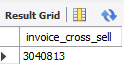 Result Grid
invoice_cross_sell
3040813